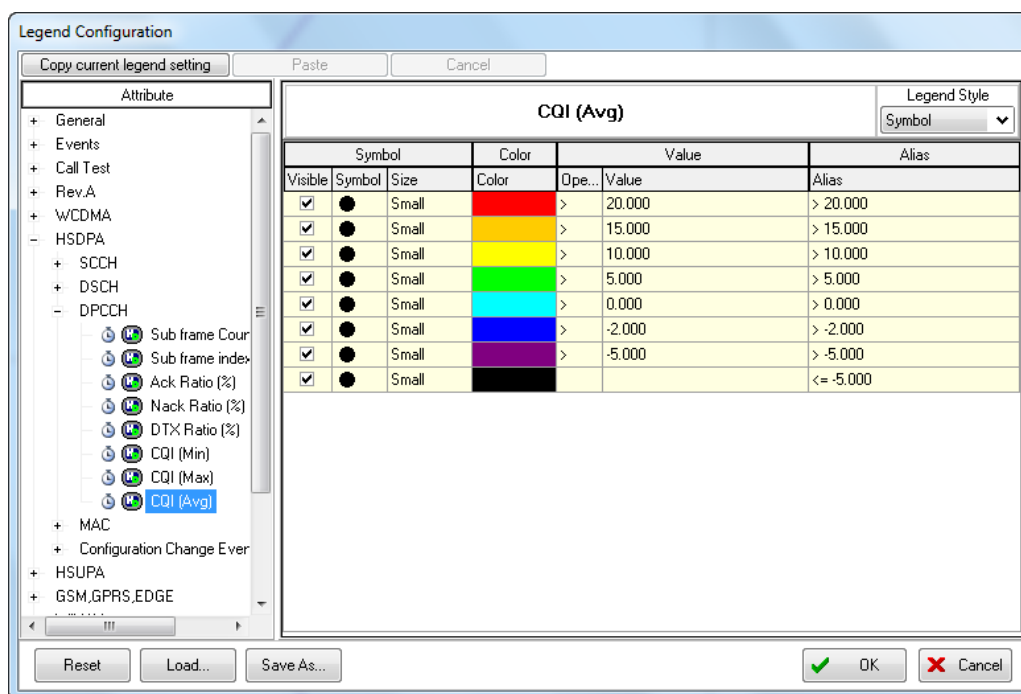 Legend Configuration
Copy current legend setting Paste Cancel
Attribute
+ General
+ Events
+ Call Test
+ Rev.A
+ WCDMA
- HSDPA
+ SCCH
+ DSCH
- DPCCH
Sub frame Cour
Sub frame index
Ack Ratio (%)
Nack Ratio (%)
DTX Ratio (%)
CQI (Min)
CQI (Max)
CQI (Avg)
+ MAC
+ Configuration Change Ever
+ HSUPA
+ GSM,GPRS,EDGE
CQI (Avg)
Legend Style
Symbol
Symbol Color Value Alias
Visible Symbol Size Color Ope... Value Alias
Small > 20.000 > 20.000
Small > 15.000 > 15.000
Small > 10.000 > 10.000
Small > 5.000 > 5.000
Small > 0.000 > 0.000
Small > -2.000 > -2.000
Small > -5.000 > -5.000
Small <= -5.000
Reset Load... Save As... OK Cancel